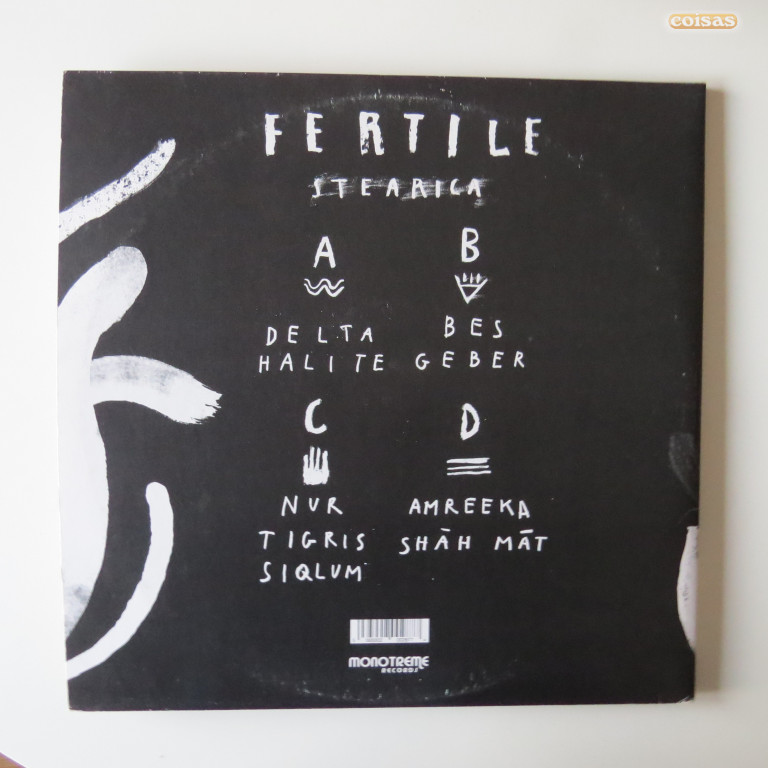 coisas
FERTILE
STEARICA
A
DELTA
HALITE
B
BES
GEBER
C
NUR
TIGRIS
SIQLUM
D
AMREEKA
SHĀH MĀT
MONOTREME
RECORDS